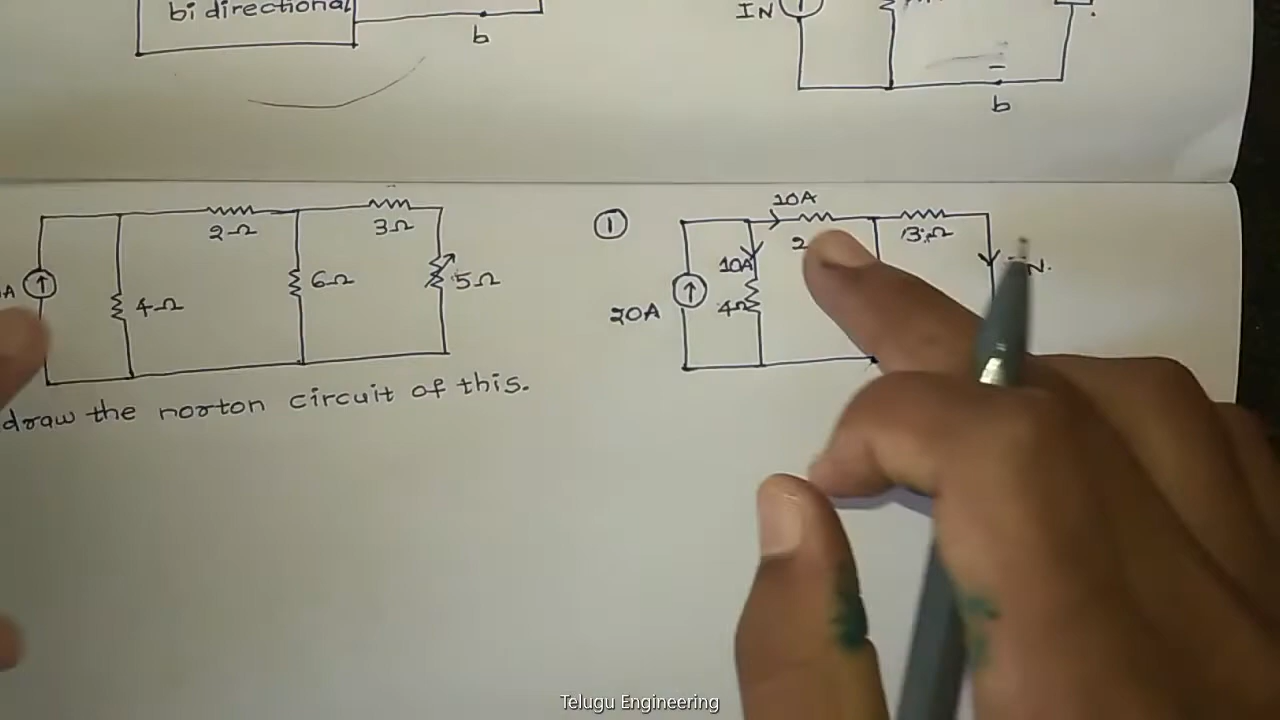 bi directional
b
IN
b
2Ω
3Ω
6Ω
5Ω
4Ω
A
draw the norton circuit of this.
1
10A
2
3Ω
10A
4Ω
20A
N.
Telugu Engineering